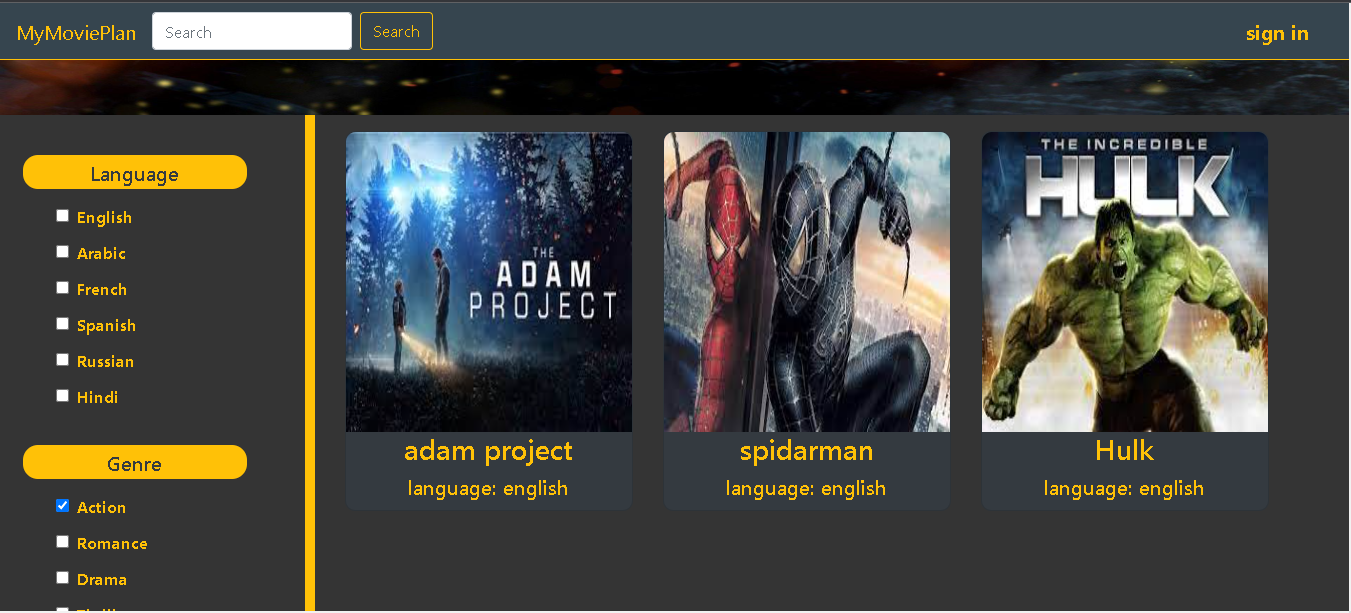 MyMoviePlan
Search
Search
sign in
Language
English
Arabic
French
Spanish
Russian
Hindi
Genre
Action
Romance
Drama
THE
ADAM
PROJECT
adam project
language: english
spidarman
language: english
THE INCREDIBLE
HULK
Hulk
language: english